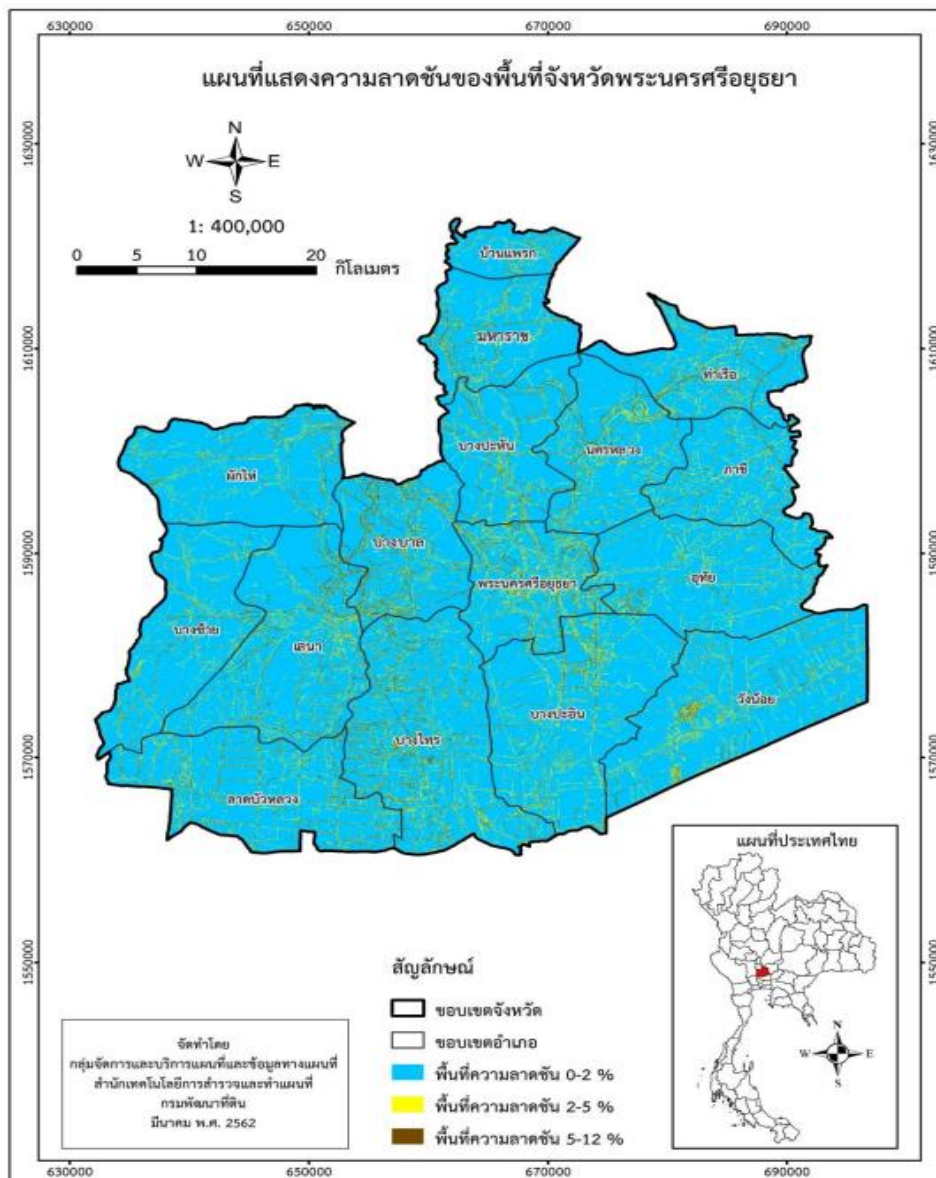 630000 650000 670000 690000
แผนที่แสดงความลาดชันของพื้นที่จังหวัดพระนครศรีอยุธยา
1630000 1630000
N
W E
S
1: 400,000
0 5 10 20 กิโลเมตร
บ้านแพรก
มหาราช
1610000 1610000
ท่าเรือ
บางปะหัน
นครหลวง
ภาชี
ผักไห่
บางบาล
1590000 1590000
พระนครศรีอยุธยา
อุทัย
บางซ้าย
เสนา
วังน้อย
บางปะอิน
บางไทร
1570000 1570000
ลาดบัวหลวง
แผนที่ประเทศไทย
N
W E
S
1550000 1550000
สัญลักษณ์
ขอบเขตจังหวัด
ขอบเขตอำเภอ
พื้นที่ความลาดชัน 0-2 %
พื้นที่ความลาดชัน 2-5 %
พื้นที่ความลาดชัน 5-12 %
จัดทำโดย
กลุ่มจัดการและบริการแผนที่และข้อมูลทางแผนที่
สำนักเทคโนโลยีการสำรวจและทำแผนที่
กรมพัฒนาที่ดิน
มีนาคม พ.ศ. 2562
630000 650000 670000 690000